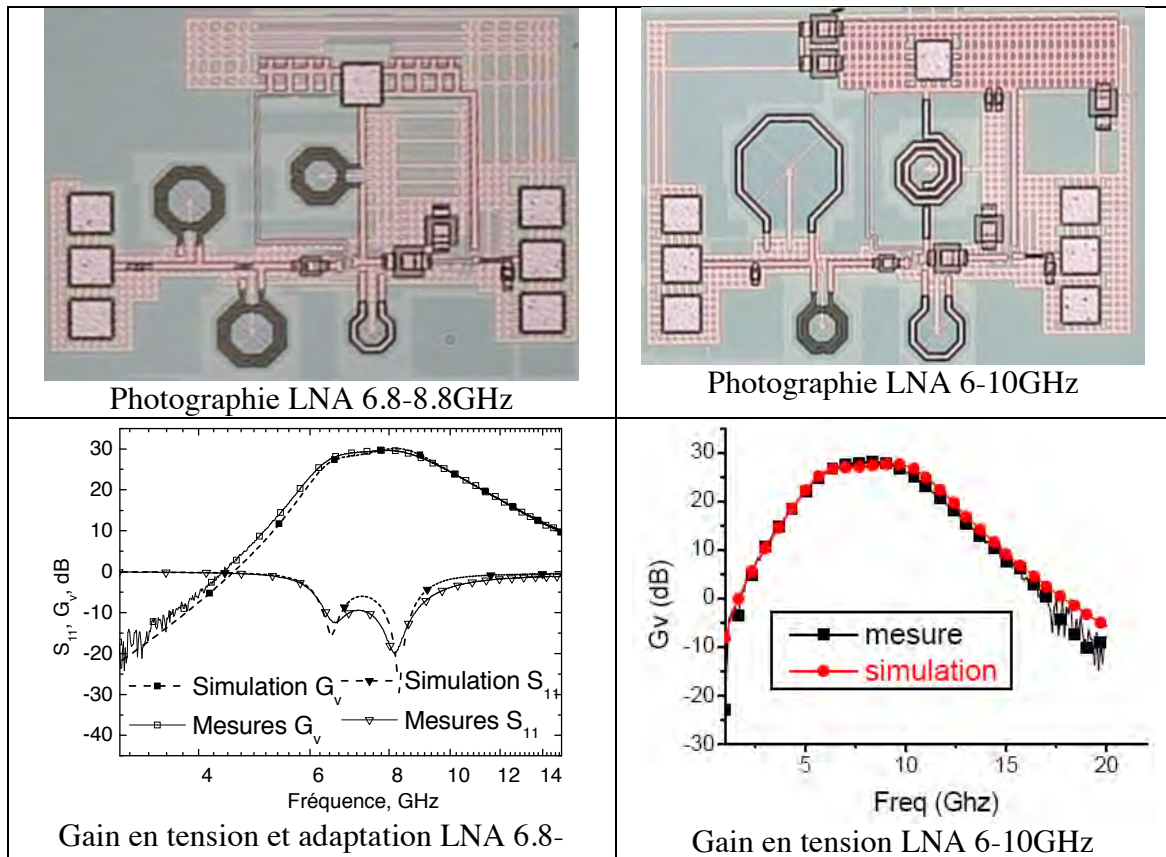 Photographie LNA 6.8-8.8GHz
Photographie LNA 6-10GHz
30
20
10
0
-10
-20
-30
-40
S11, Gv, dB
Simulation Gv
Simulation S11
Mesures Gv
Mesures S11
4
6
8
10
12
14
Fréquence, GHz
Gain en tension et adaptation LNA 6.8-
30
20
10
0
-10
-20
-30
Gv (dB)
mesure
simulation
5
10
15
20
Freq (Ghz)
Gain en tension LNA 6-10GHz